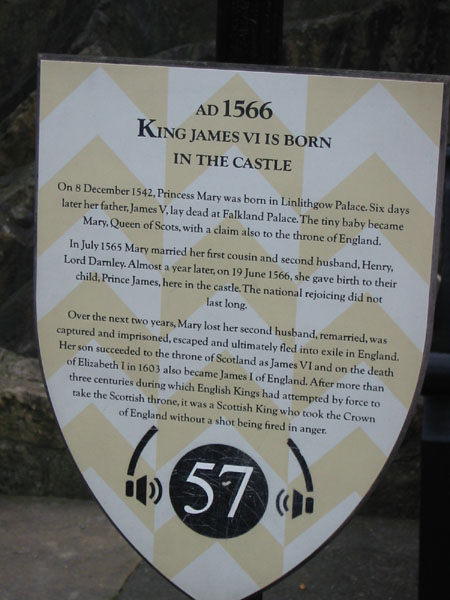 AD 1566
KING JAMES VI IS BORN
IN THE CASTLE
On 8 December 1542, Princess Mary was born in Linlithgow Palace. Six days
later her father, James V, lay dead at Falkland Palace. The tiny baby became
Mary, Queen of Scots, with a claim also to the throne of England.
In July 1565 Mary married her first cousin and second husband, Henry,
Lord Darnley. Almost a year later, on 19 June 1566, she gave birth to their
child, Prince James, here in the castle. The national rejoicing did not
last long.
Over the next two years, Mary lost her second husband, remarried, was
captured and imprisoned, escaped and ultimately fled into exile in England.
Her son succeeded to the throne of Scotland as James VI and on the death
of Elizabeth I in 1603 also became James I of England. After more than
three centuries during which English Kings had attempted by force to
take the Scottish throne, it was a Scottish King who took the Crown
of England without a shot being fired in anger.
57